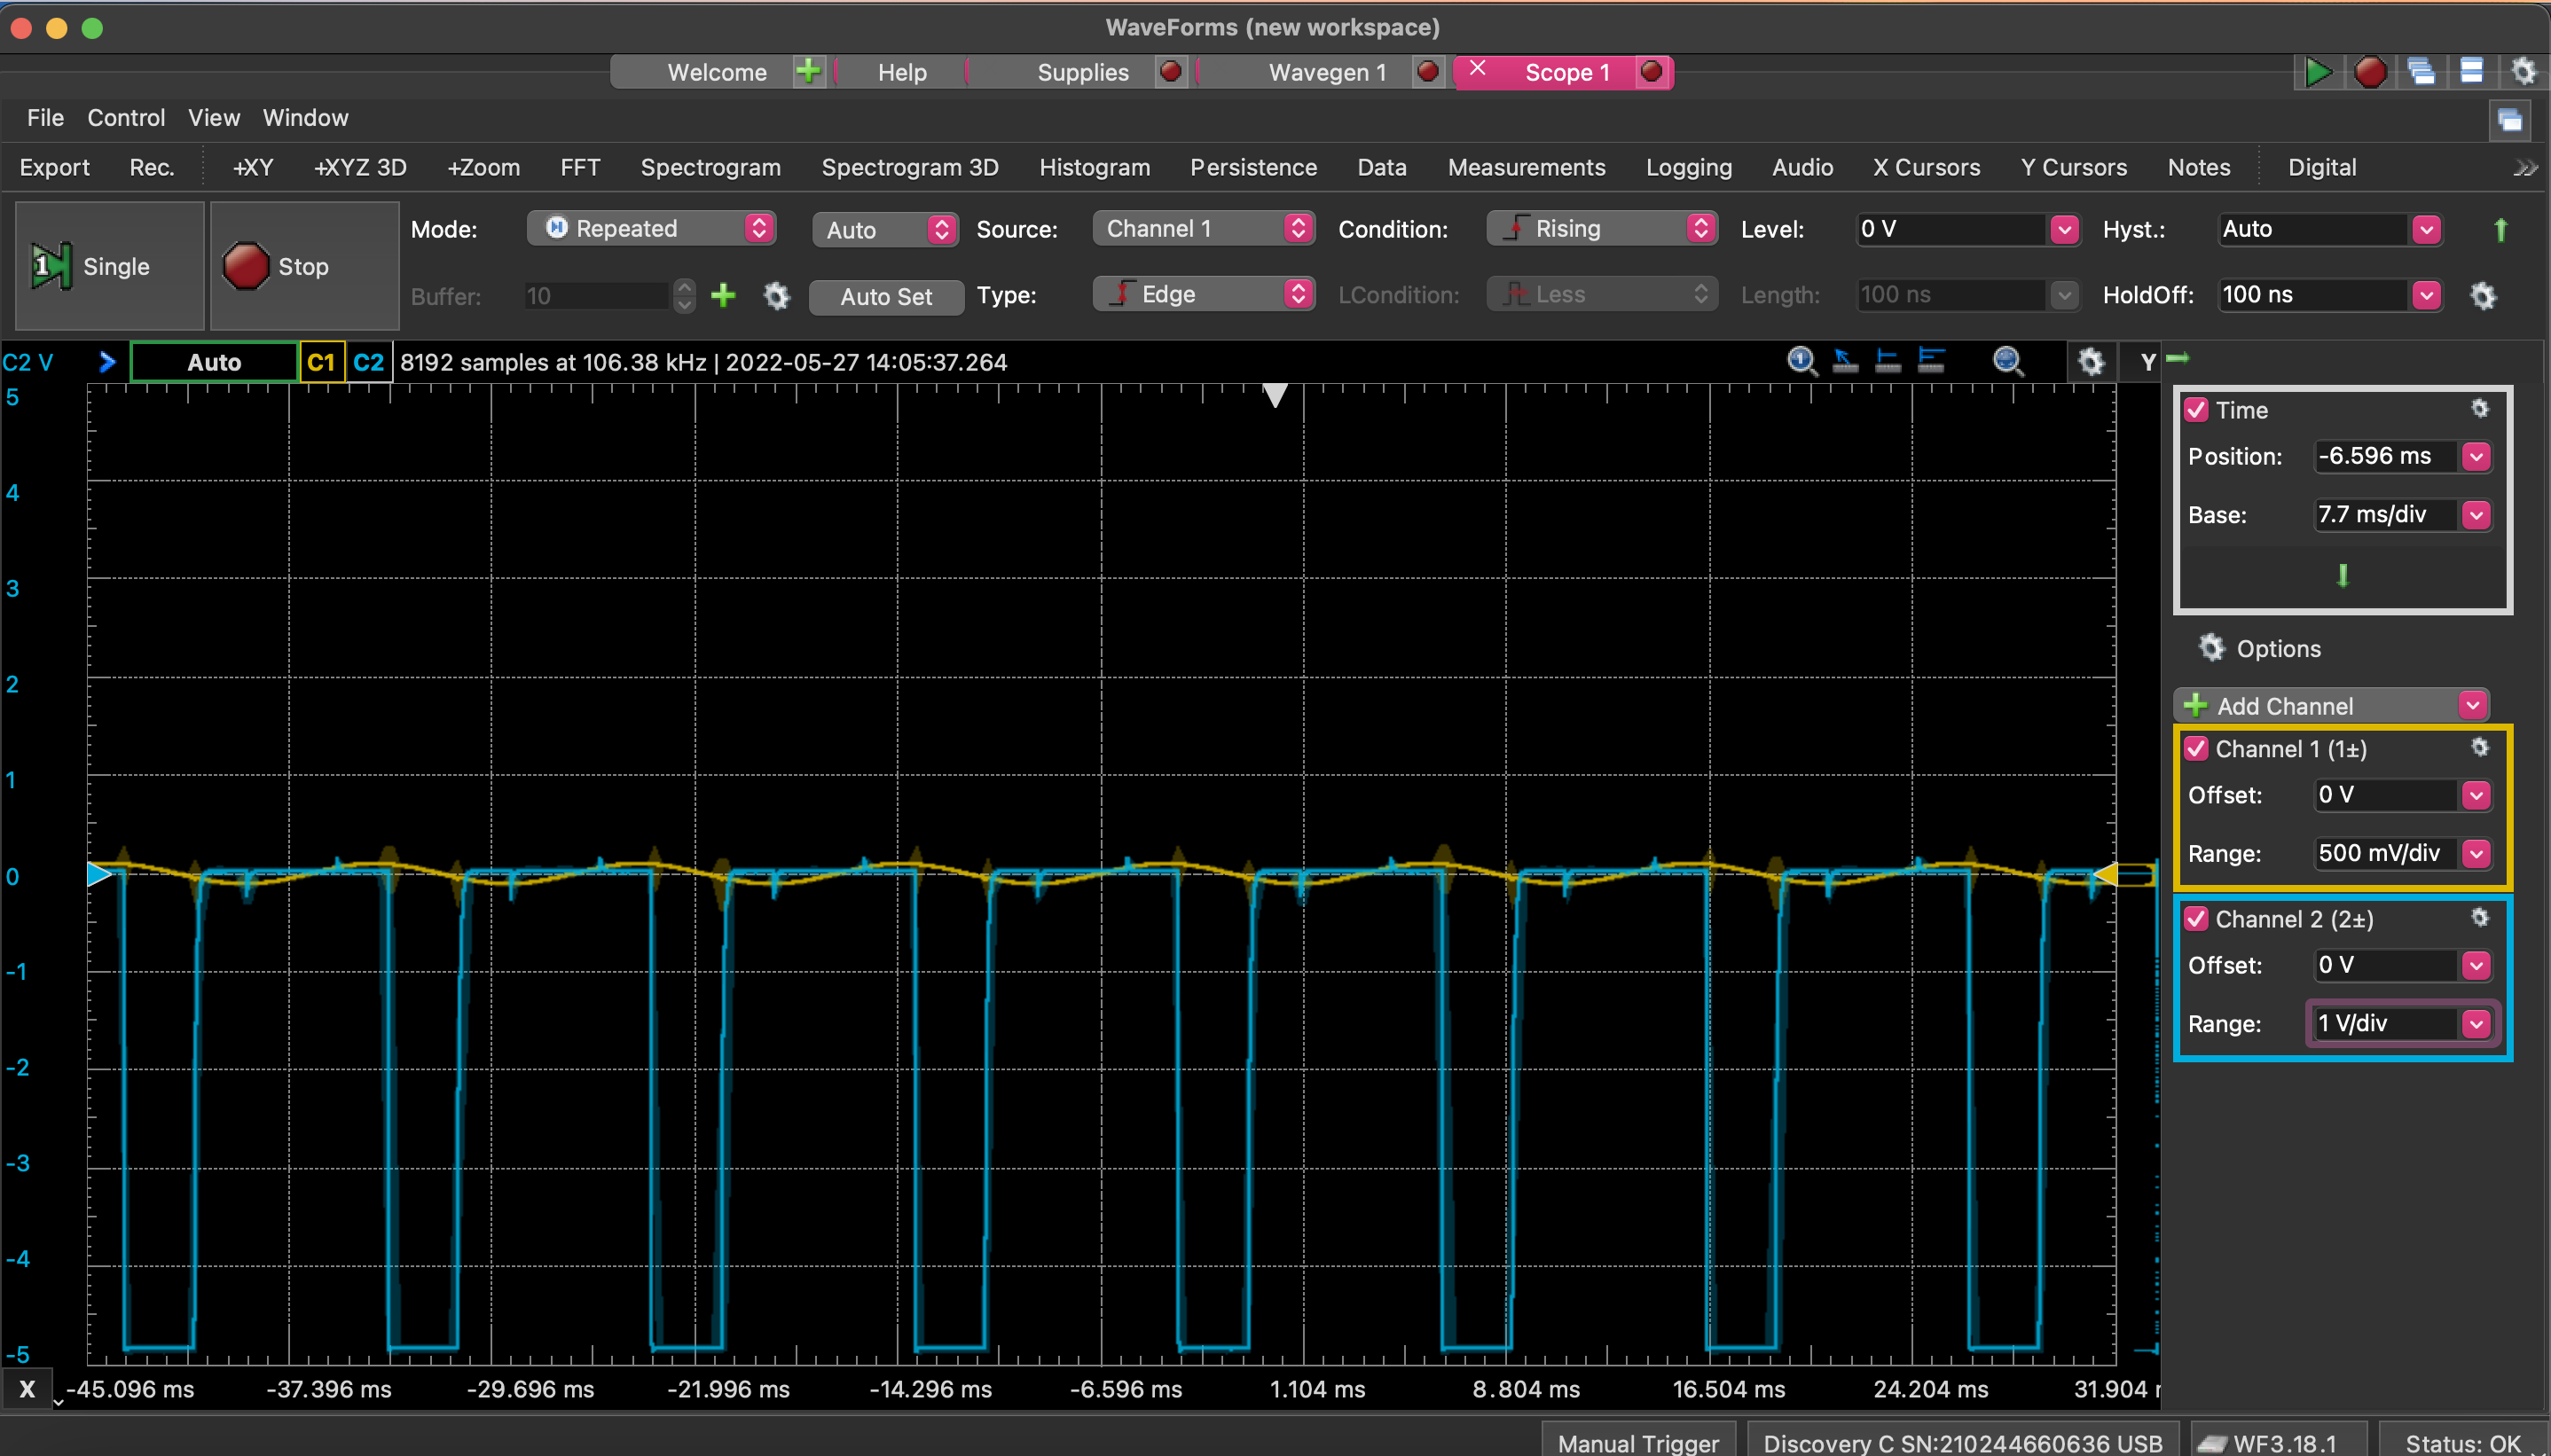 WaveForms (new workspace)
Welcome Help Supplies Wavegen 1 Scope 1
File Control View Window
Export Rec. +XY +XYZ 3D +Zoom FFT Spectrogram Spectrogram 3D Histogram Persistence Data Measurements Logging Audio X Cursors Y Cursors Notes Digital
1 Single Stop Mode: Repeated Auto Source: Channel 1 Condition: Rising Level: 0 V Hyst.: Auto
Buffer: 10 Auto Set Type: Edge LCondition: Less Length: 100 ns HoldOff: 100 ns
C2 V Auto C1 C2 8192 samples at 106.38 kHz | 2022-05-27 14:05:37.264 Y
5
4
3
2
1
0
-1
-2
-3
-4
-5
X -45.096 ms -37.396 ms -29.696 ms -21.996 ms -14.296 ms -6.596 ms 1.104 ms 8.804 ms 16.504 ms 24.204 ms 31.904
Time
Position: -6.596 ms
Base: 7.7 ms/div
Options
Add Channel
Channel 1 (1±)
Offset: 0 V
Range: 500 mV/div
Channel 2 (2±)
Offset: 0 V
Range: 1 V/div
Manual Trigger Discovery C SN:210244660636 USB WF3.18.1 Status: OK